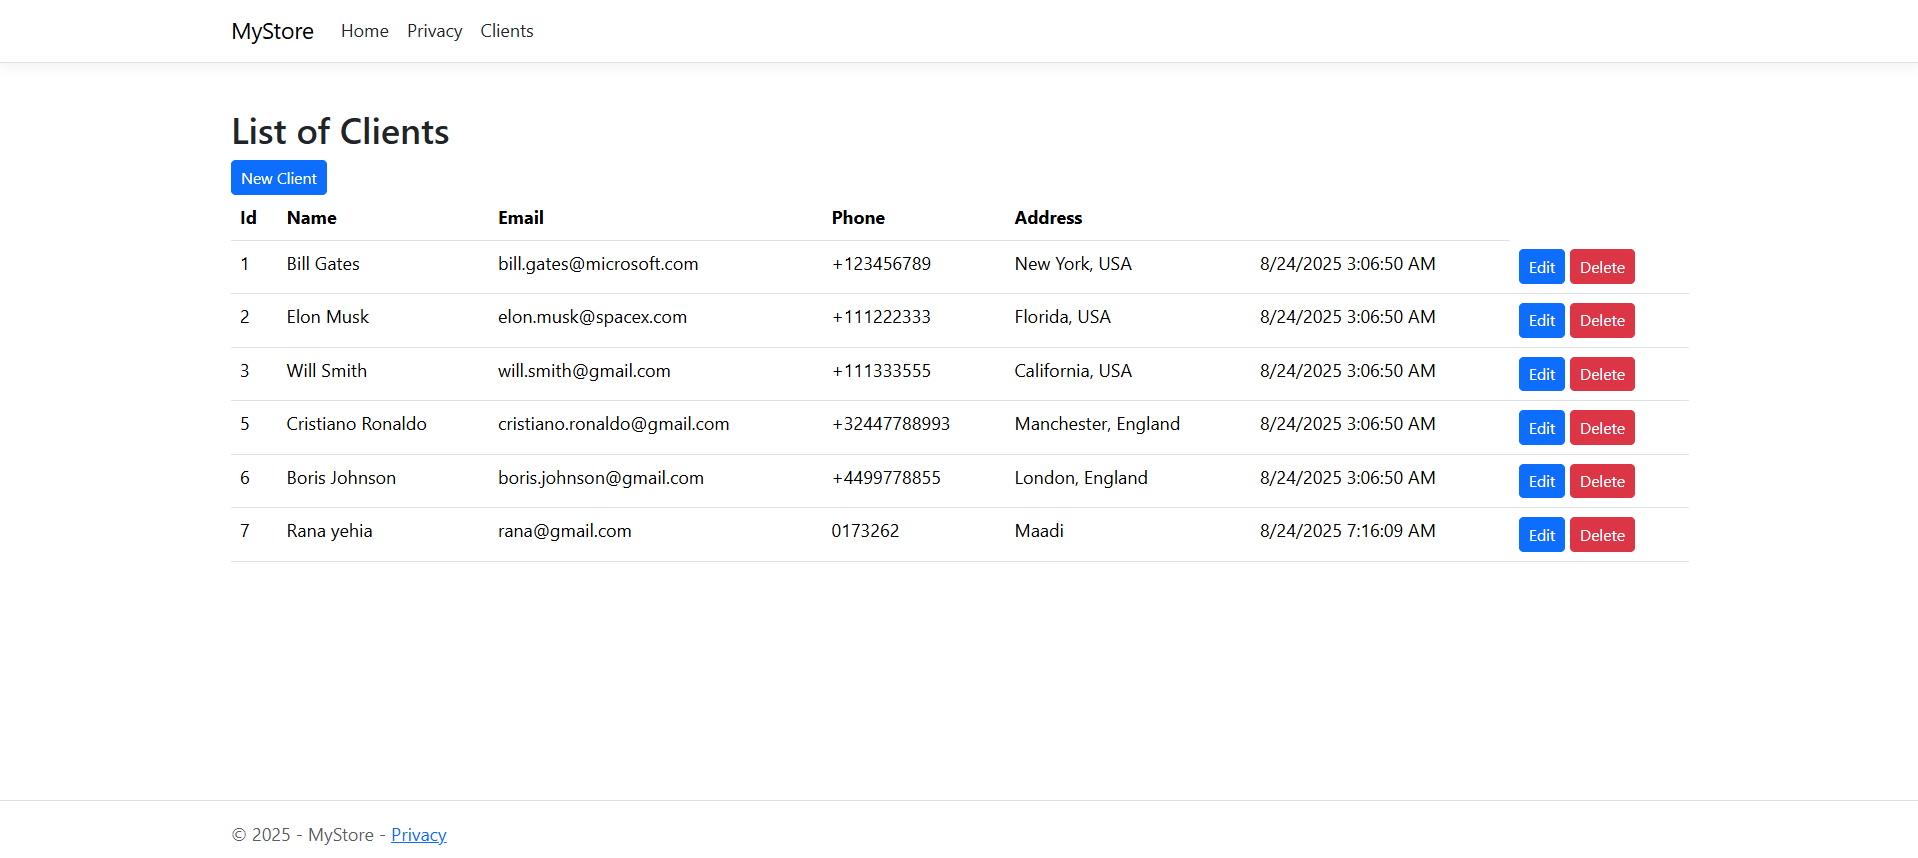 MyStore Home Privacy Clients
List of Clients
New Client
Id Name Email Phone Address
1 Bill Gates bill.gates@microsoft.com +123456789 New York, USA 8/24/2025 3:06:50 AM Edit Delete
2 Elon Musk elon.musk@spacex.com +111222333 Florida, USA 8/24/2025 3:06:50 AM Edit Delete
3 Will Smith will.smith@gmail.com +111333555 California, USA 8/24/2025 3:06:50 AM Edit Delete
5 Cristiano Ronaldo cristiano.ronaldo@gmail.com +32447788993 Manchester, England 8/24/2025 3:06:50 AM Edit Delete
6 Boris Johnson boris.johnson@gmail.com +4499778855 London, England 8/24/2025 3:06:50 AM Edit Delete
7 Rana yehia rana@gmail.com 0173262 Maadi 8/24/2025 7:16:09 AM Edit Delete
© 2025 - MyStore - Privacy